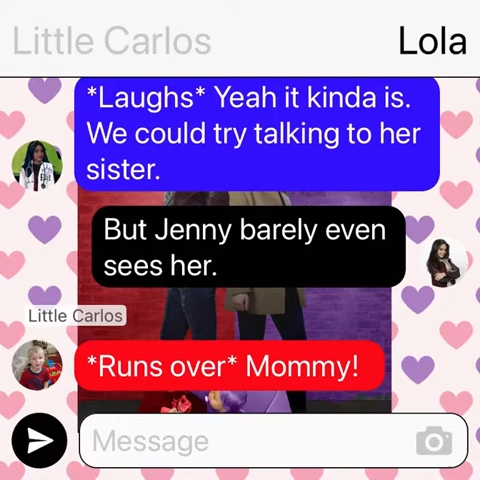 Little Carlos
Lola
*Laughs* Yeah it kinda is.
We could try talking to her
sister.
But Jenny barely even
sees her.
Little Carlos
*Runs over* Mommy!
Message